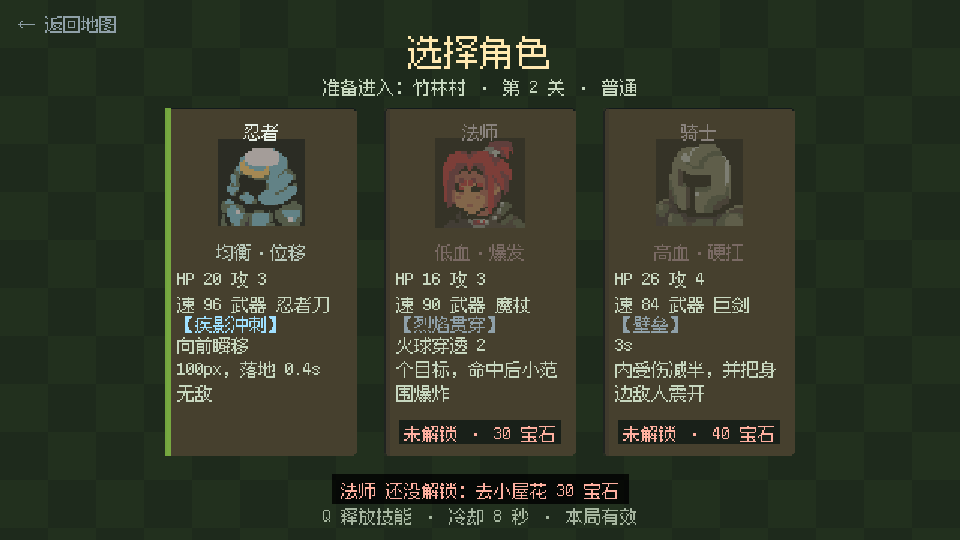 ← 返回地图
选择角色
准备进入: 竹林村 · 第 2 关 · 普通
忍者
均衡·位移
HP 20 攻 3
速 96 武器 忍者刀
【疾影冲刺】
向前瞬移
100px, 落地 0.4s
无敌
法师
低血·爆发
HP 16 攻 3
速 90 武器 魔杖
【烈焰贯穿】
火球穿透 2
个目标, 命中后小范
围爆炸
未解锁 · 30 宝石
骑士
高血·硬扛
HP 26 攻 4
速 84 武器 巨剑
【壁垒】
3s
内受伤减半, 并把身
边敌人震开
未解锁 · 40 宝石
法师 还没解锁: 去小屋花 30 宝石
Q 释放技能 · 冷却 8 秒 · 本局有效